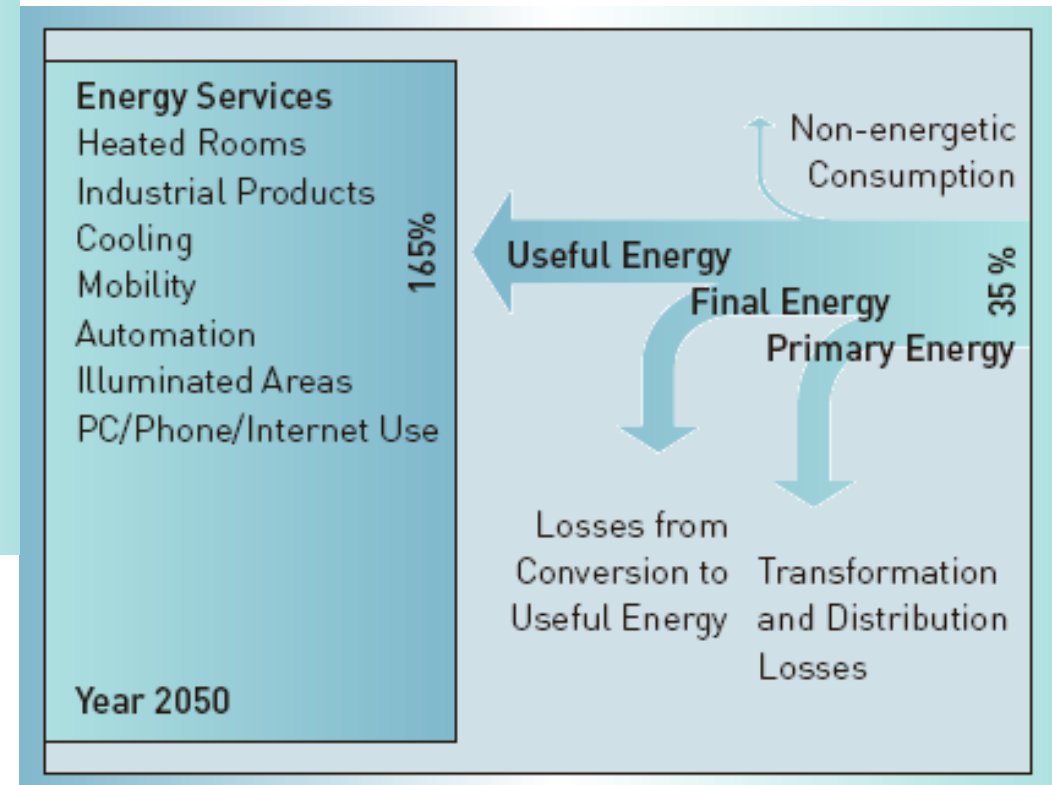 Energy Services
Heated Rooms
Industrial Products
Cooling
Mobility
Automation
Illuminated Areas
PC/Phone/Internet Use
165%
Year 2050
Non-energetic
Consumption
Useful Energy
Final Energy
Primary Energy
35 %
Losses from
Conversion to
Useful Energy
Transformation
and Distribution
Losses